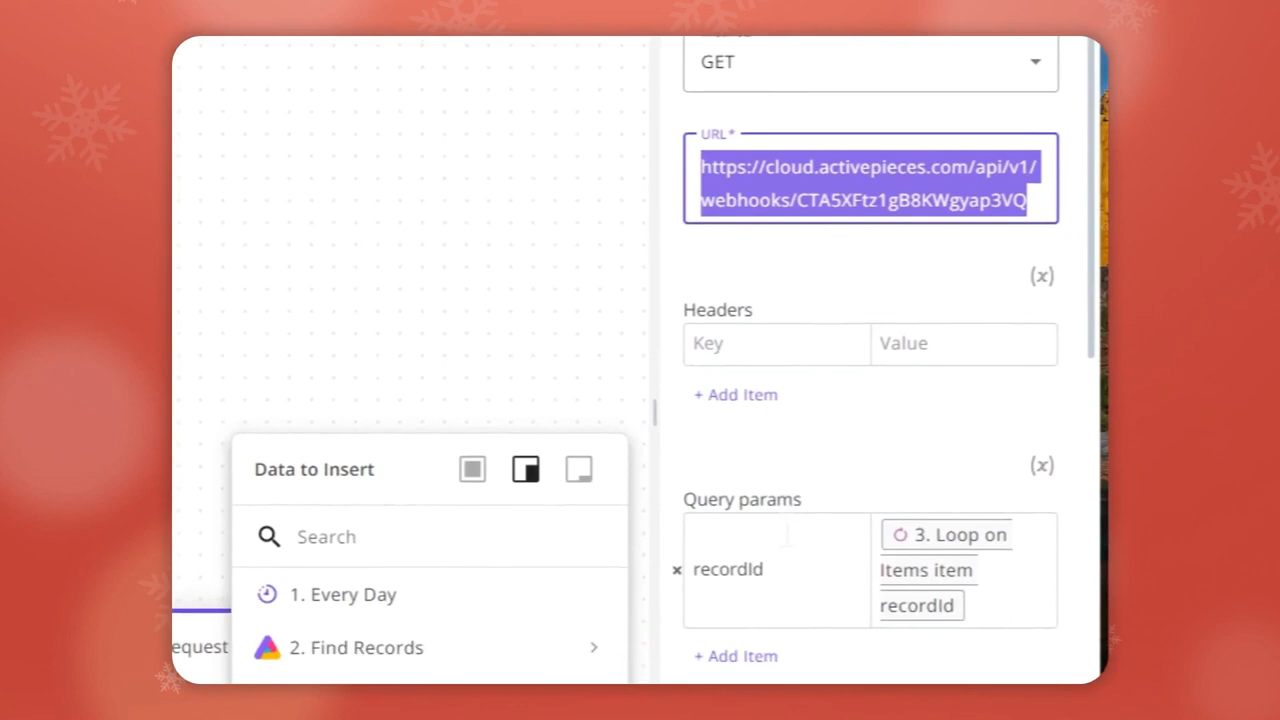 GET
URL*
https://cloud.activepieces.com/api/v1/
webhooks/CTA5XFtz1gB8KWgyap3VQ
(x)
Headers
Key Value
+ Add Item
(x)
Query params
recordId
3. Loop on
Items item
recordId
+ Add Item
equest
Data to Insert
Search
1. Every Day
2. Find Records